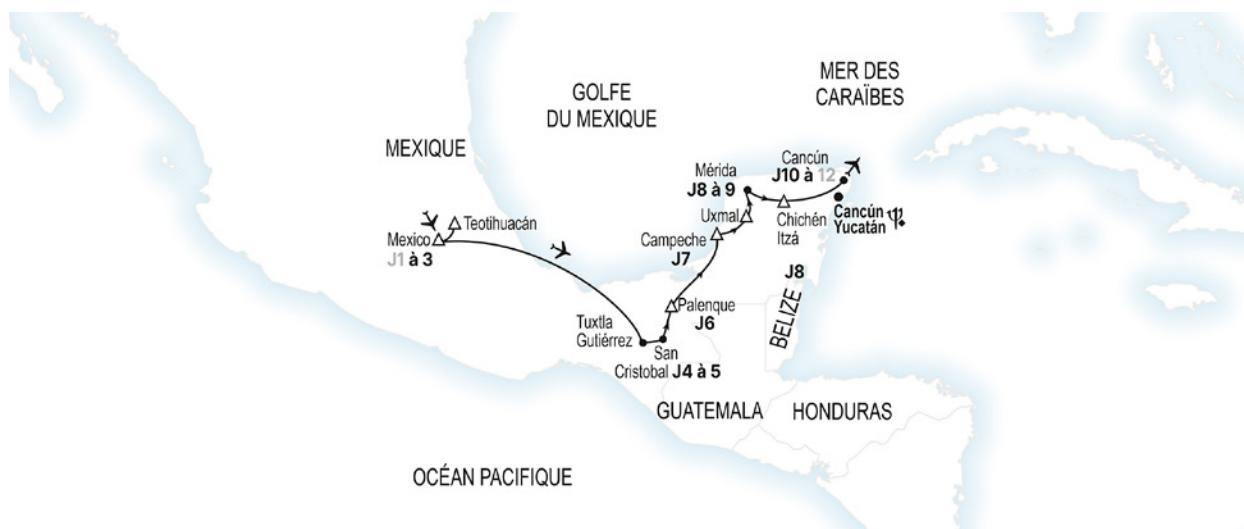 MER DES
CARAÏBES
GOLFE
DU MEXIQUE
MEXIQUE
Cancún
J10 à 12
Mérida
J8 à 9
Cancún
Yucatán
Chichén
Itzá
Uxmal
Teotihuacán
Mexico
J1 à 3
Campeche
J7
J8
BELIZE
Palenque
J6
Tuxtla
Gutiérrez
San
Cristobal J4 à 5
GUATEMALA
HONDURAS
OCÉAN PACIFIQUE